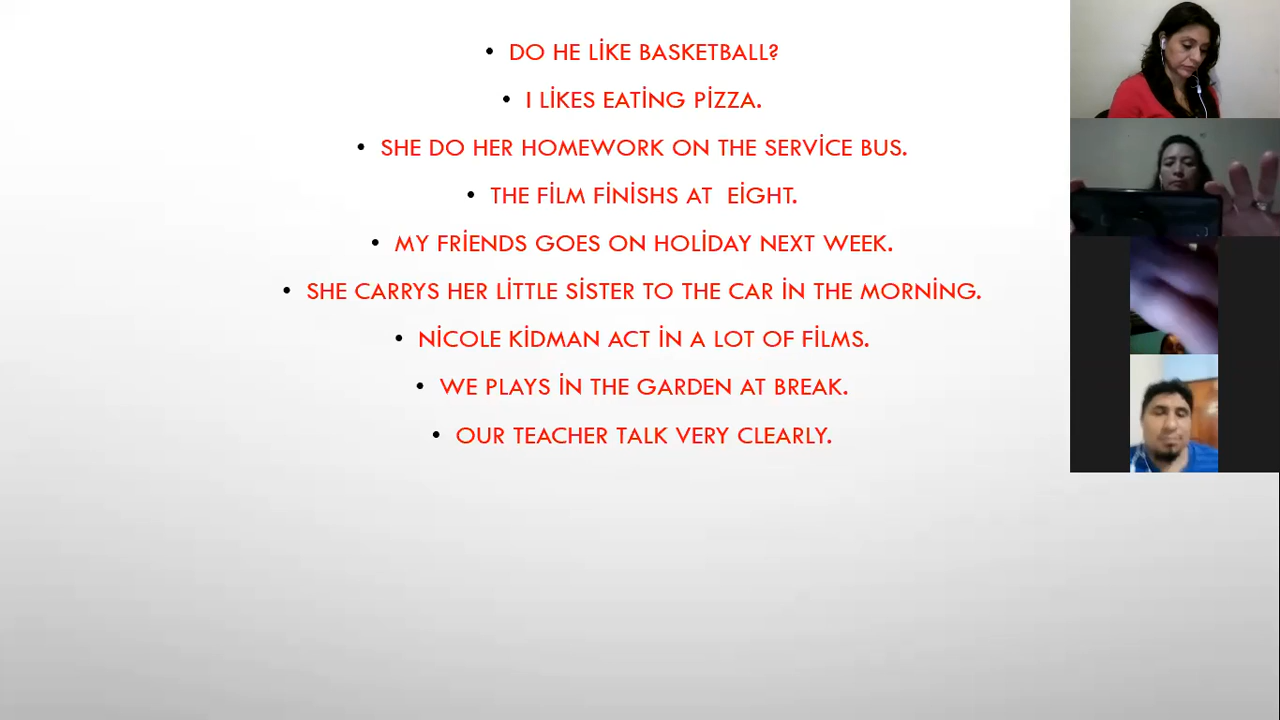 • DO HE LİKE BASKETBALL?
• I LİKES EATİNG PİZZA.
• SHE DO HER HOMEWORK ON THE SERVİCE BUS.
• THE FİLM FİNİSHS AT EİGHT.
• MY FRİENDS GOES ON HOLİDAY NEXT WEEK.
• SHE CARRYS HER LİTTLE SİSTER TO THE CAR İN THE MORNİNG.
• NİCOLE KİDMAN ACT İN A LOT OF FİLMS.
• WE PLAYS İN THE GARDEN AT BREAK.
• OUR TEACHER TALK VERY CLEARLY.